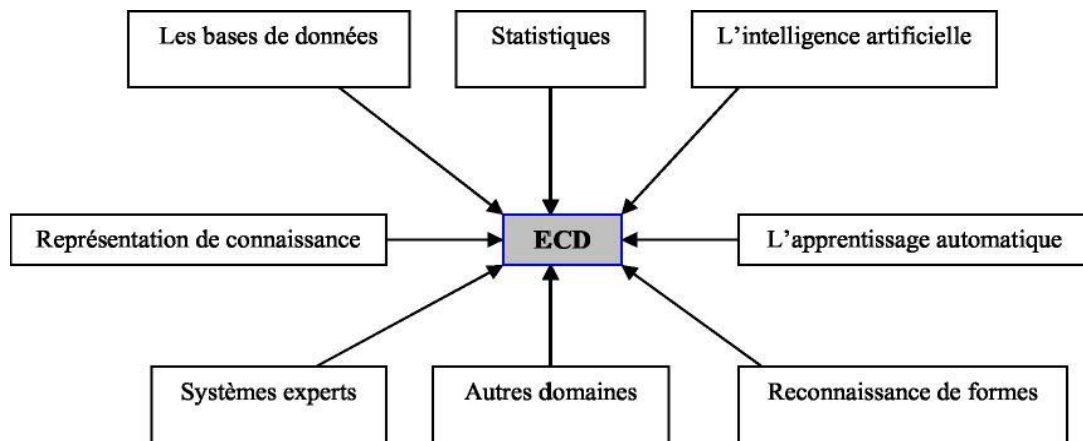 Les bases de données
Statistiques
L’intelligence artificielle
Représentation de connaissance
ECD
L’apprentissage automatique
Systèmes experts
Autres domaines
Reconnaissance de formes